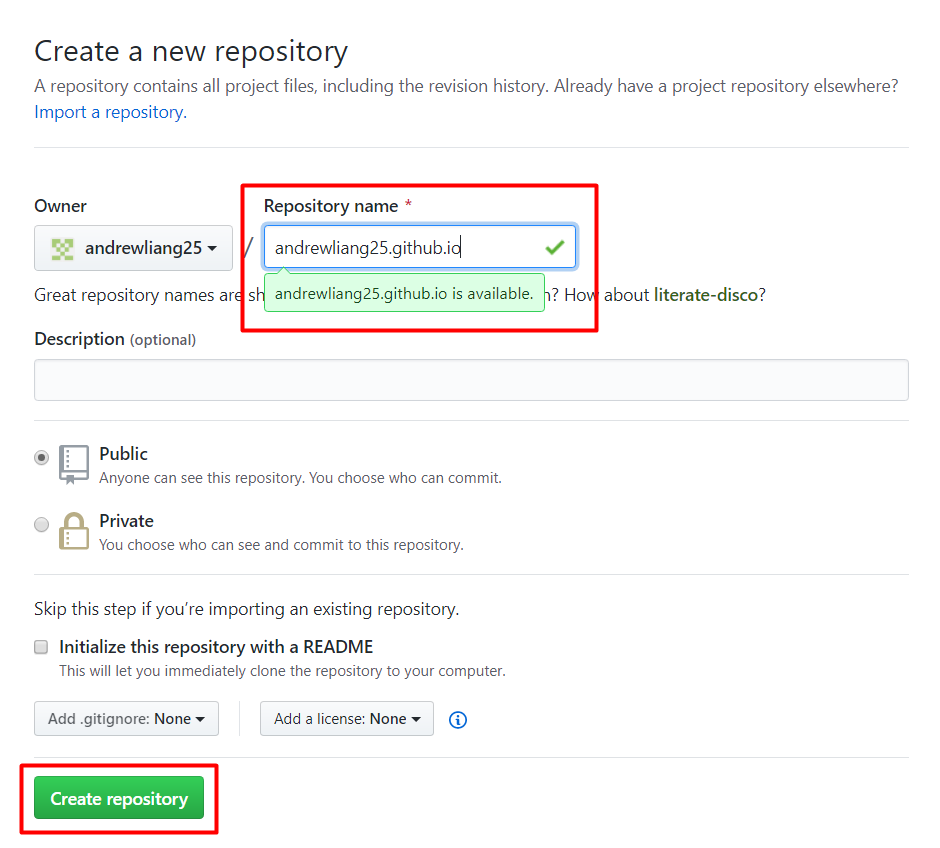 Create a new repository
A repository contains all project files, including the revision history. Already have a project repository elsewhere?
Import a repository.
Owner
Repository name *
andrewliang25
/
andrewliang25.github.io
Great repository names are sh
andrewliang25.github.io is available.
? How about literate-disco?
Description (optional)
Public
Anyone can see this repository. You choose who can commit.
Private
You choose who can see and commit to this repository.
Skip this step if you’re importing an existing repository.
Initialize this repository with a README
This will let you immediately clone the repository to your computer.
Add .gitignore: None
Add a license: None
Create repository